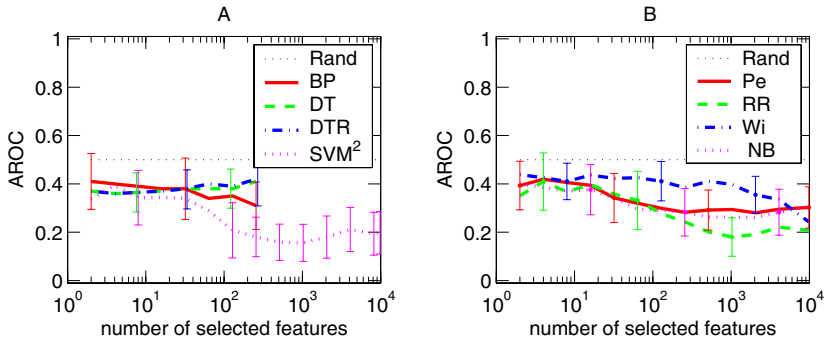 A
1
0.8
0.6
0.4
0.2
0
AROC
Rand
BP
DT
DTR
SVM²
10⁰
10¹
10²
10³
10⁴
number of selected features
B
1
0.8
0.6
0.4
0.2
0
AROC
Rand
Pe
RR
Wi
NB
10⁰
10¹
10²
10³
10⁴
number of selected features